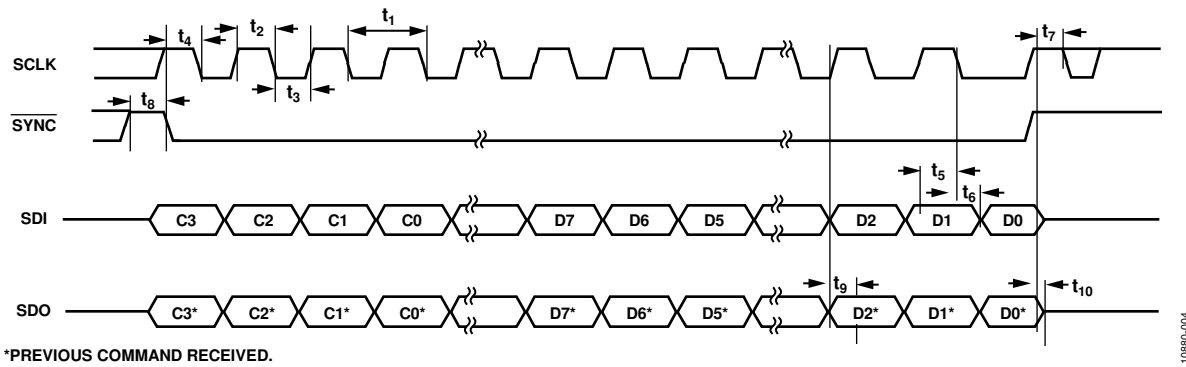 t4 t2 t1 t7
SCLK
t3
t8
SYNC
t5
t6
SDI C3 C2 C1 C0 D7 D6 D5 D2 D1 D0
t9 t10
SDO C3* C2* C1* C0* D7* D6* D5* D2* D1* D0*
*PREVIOUS COMMAND RECEIVED.
10880-004